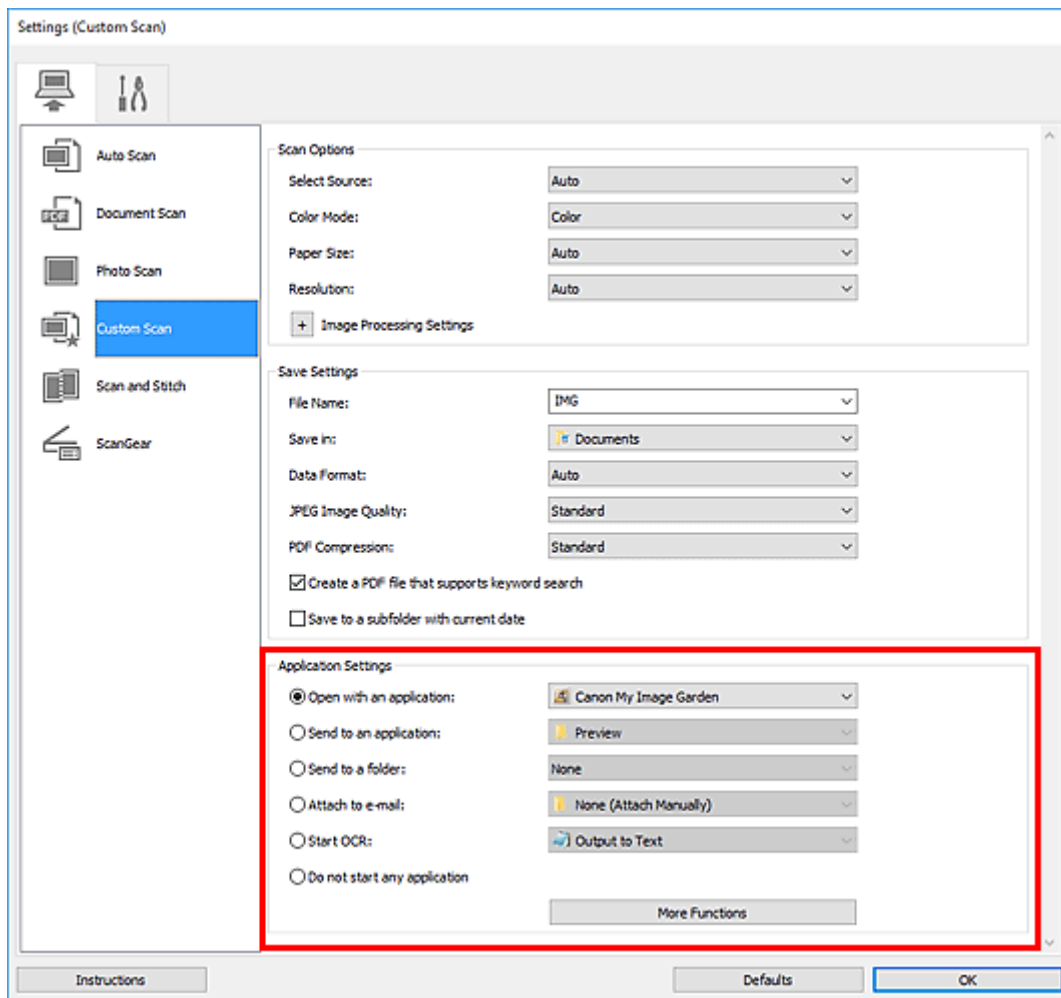 Settings (Custom Scan)
Auto Scan
Document Scan
Photo Scan
Custom Scan
Scan and Stitch
ScanGear
Scan Options
Select Source: Auto
Color Mode: Color
Paper Size: Auto
Resolution: Auto
+ Image Processing Settings
Save Settings
File Name: IMG
Save in: Documents
Data Format: Auto
JPEG Image Quality: Standard
PDF Compression: Standard
Create a PDF file that supports keyword search
Save to a subfolder with current date
Application Settings
Open with an application: Canon My Image Garden
Send to an application: Preview
Send to a folder: None
Attach to e-mail: None (Attach Manually)
Start OCR: Output to Text
Do not start any application
More Functions
Instructions Defaults OK